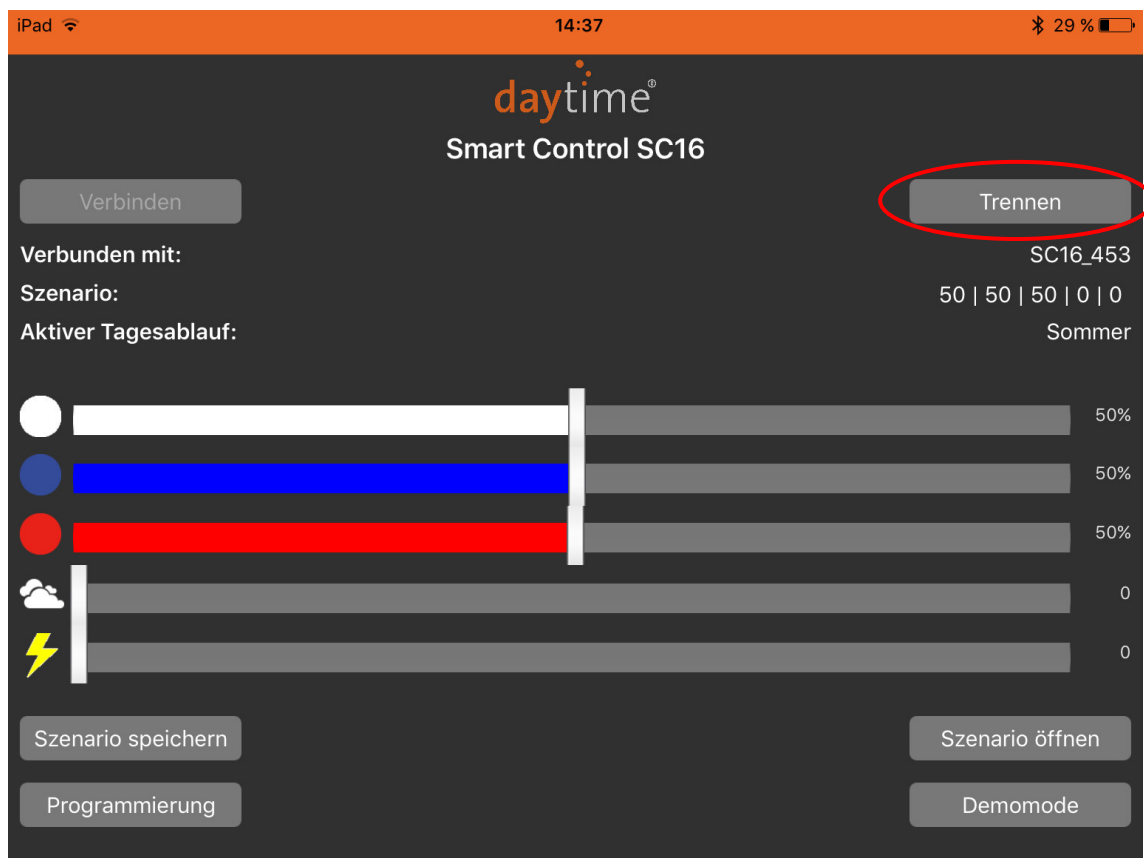 iPad 14:37 29 %
daytime®
Smart Control SC16
Verbinden Trennen
Verbunden mit: SC16_453
Szenario: 50 | 50 | 50 | 0 | 0
Aktiver Tagesablauf: Sommer
50%
50%
50%
0
0
Szenario speichern Szenario öffnen
Programmierung Demomode